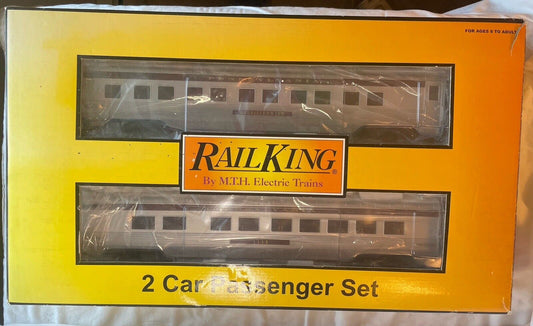 FOR AGES 8 TO ADULT
RAILKING®
By M.T.H. Electric Trains
2 Car Passenger Set